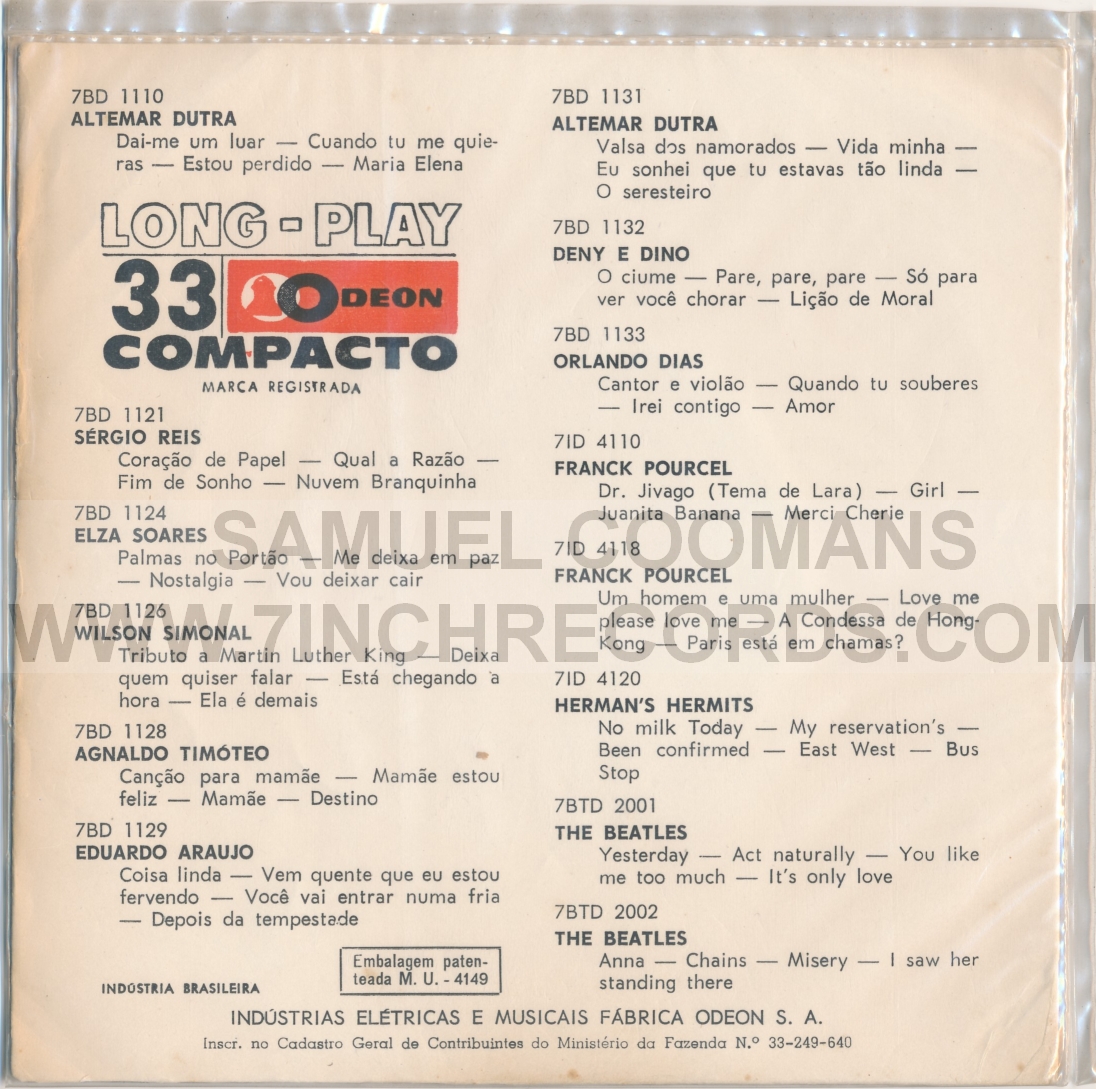 7BD 1110
ALTEMAR DUTRA
Dai-me um luar — Cuando tu me quie-
ras — Estou perdido — Maria Elena
LONG-PLAY
33 ODEON
COMPACTO
MARCA REGISTRADA
7BD 1121
SÉRGIO REIS
Coração de Papel — Qual a Razão —
Fim de Sonho — Nuvem Branquinha
7BD 1124
ELZA SOARES
Palmas no Portão — Me deixa em paz
— Nostalgia — Vou deixar cair
7BD 1126
WILSON SIMONAL
Tributo a Martin Luther King — Deixa
quem quiser falar — Está chegando a
hora — Ela é demais
7BD 1128
AGNALDO TIMÓTEO
Canção para mamãe — Mamãe estou
feliz — Mamãe — Destino
7BD 1129
EDUARDO ARAUJO
Coisa linda — Vem quente que eu estou
fervendo — Você vai entrar numa fria
— Depois da tempestade
7BD 1131
ALTEMAR DUTRA
Valsa dos namorados — Vida minha —
Eu sonhei que tu estavas tão linda —
O seresteiro
7BD 1132
DENY E DINO
O ciume — Pare, pare, pare — Só para
ver você chorar — Lição de Moral
7BD 1133
ORLANDO DIAS
Cantor e violão — Quando tu souberes
— Irei contigo — Amor
7ID 4110
FRANCK POURCEL
Dr. Jivago (Tema de Lara) — Girl —
Juanita Banana — Merci Cherie
7ID 4118
FRANCK POURCEL
Um homem e uma mulher — Love me
please love me — A Condessa de Hong-
Kong — Paris está em chamas?
7ID 4120
HERMAN'S HERMITS
No milk Today — My reservation's —
Been confirmed — East West — Bus
Stop
7BTD 2001
THE BEATLES
Yesterday — Act naturally — You like
me too much — It's only love
7BTD 2002
THE BEATLES
Anna — Chains — Misery — I saw her
standing there
INDÚSTRIA BRASILEIRA
Embalagem paten-
teada M. U. - 4149
INDÚSTRIAS ELÉTRICAS E MUSICAIS FÁBRICA ODEON S. A.
Inscr. no Cadastro Geral de Contribuintes do Ministério da Fazenda N.º 33-249-640
SAMUEL COOMANS
WWW.7INCHRECORDS.COM